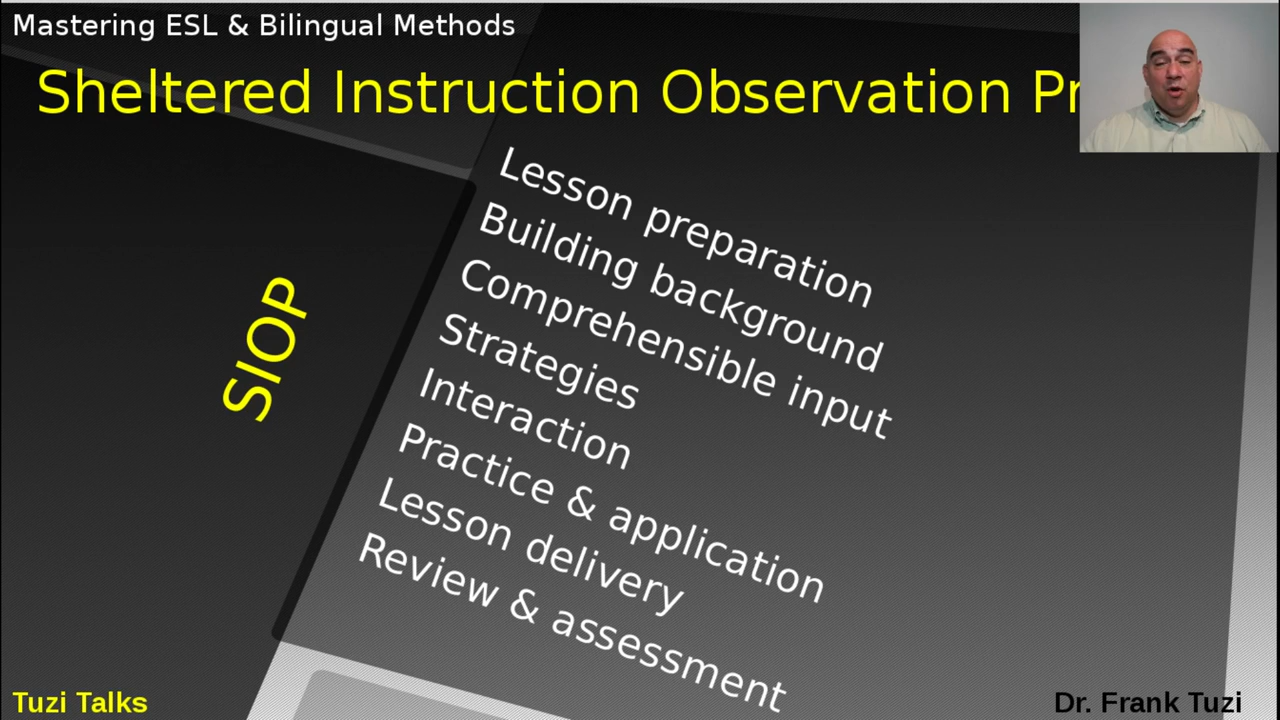 Mastering ESL & Bilingual Methods
Sheltered Instruction Observation Pr
SIOP
Lesson preparation
Building background
Comprehensible input
Strategies
Interaction
Practice & application
Lesson delivery
Review & assessment
Tuzi Talks
Dr. Frank Tuzi